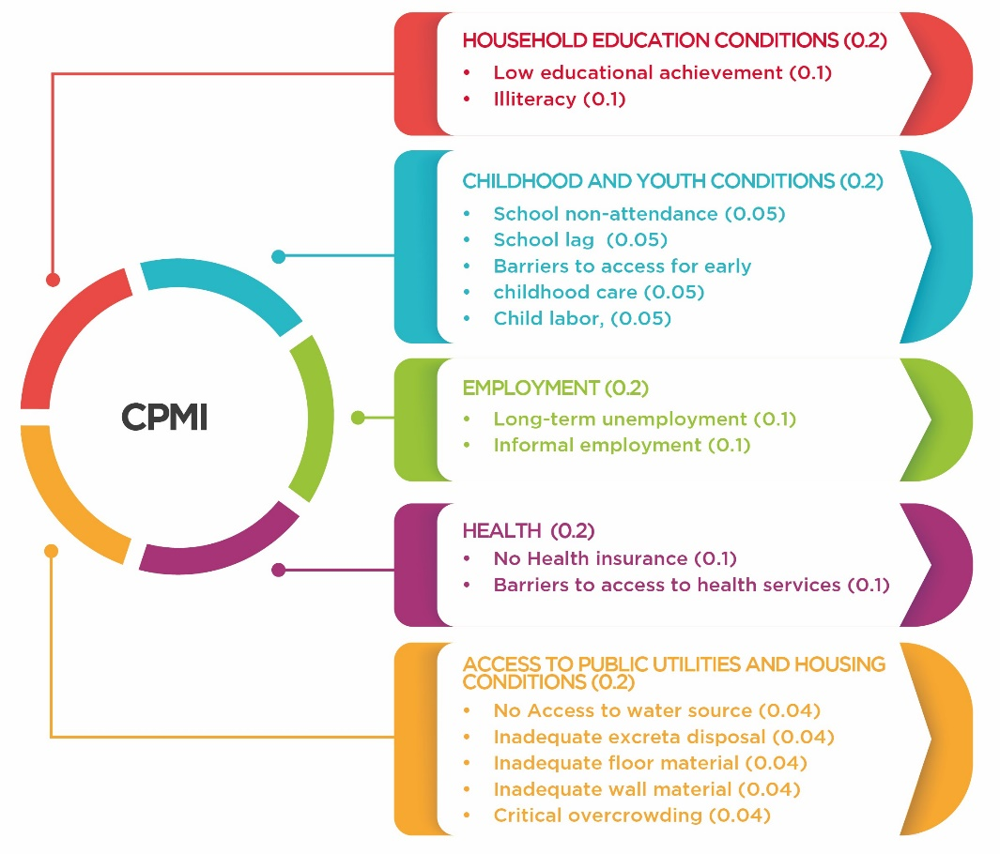 HOUSEHOLD EDUCATION CONDITIONS (0.2)
• Low educational achievement (0.1)
• Illiteracy (0.1)
CHILDHOOD AND YOUTH CONDITIONS (0.2)
• School non-attendance (0.05)
• School lag (0.05)
• Barriers to access for early
• childhood care (0.05)
• Child labor, (0.05)
CPMI
EMPLOYMENT (0.2)
• Long-term unemployment (0.1)
• Informal employment (0.1)
HEALTH (0.2)
• No Health insurance (0.1)
• Barriers to access to health services (0.1)
ACCESS TO PUBLIC UTILITIES AND HOUSING
CONDITIONS (0.2)
• No Access to water source (0.04)
• Inadequate excreta disposal (0.04)
• Inadequate floor material (0.04)
• Inadequate wall material (0.04)
• Critical overcrowding (0.04)